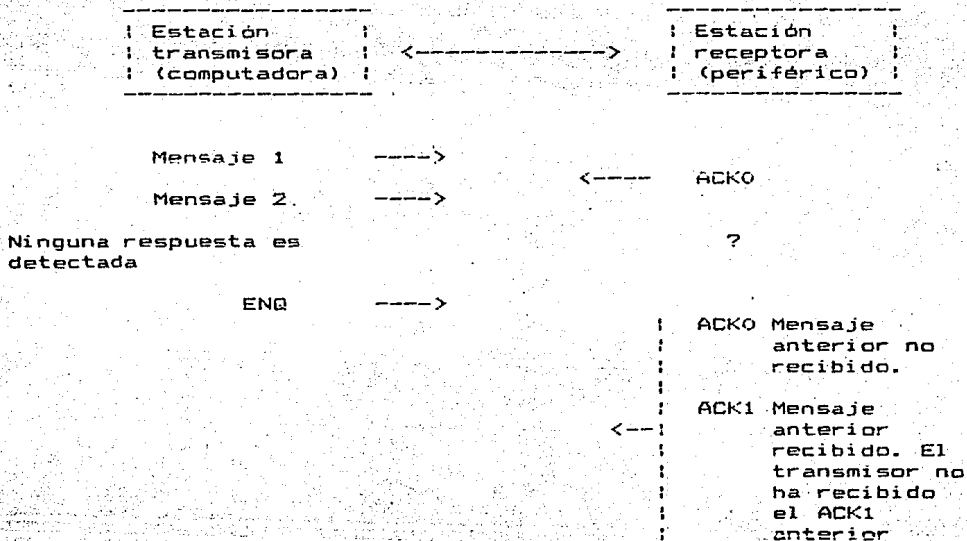 Estación Estación
transmisora <--------------> receptora
(computadora) (periférico)
Mensaje 1 ---->
<---- ACK0
Mensaje 2. ---->
Ninguna respuesta es ?
detectada
ENQ ---->
ACK0 Mensaje
anterior no
recibido.
ACK1 Mensaje
<-- anterior
recibido. El
transmisor no
ha recibido
el ACK1
anterior